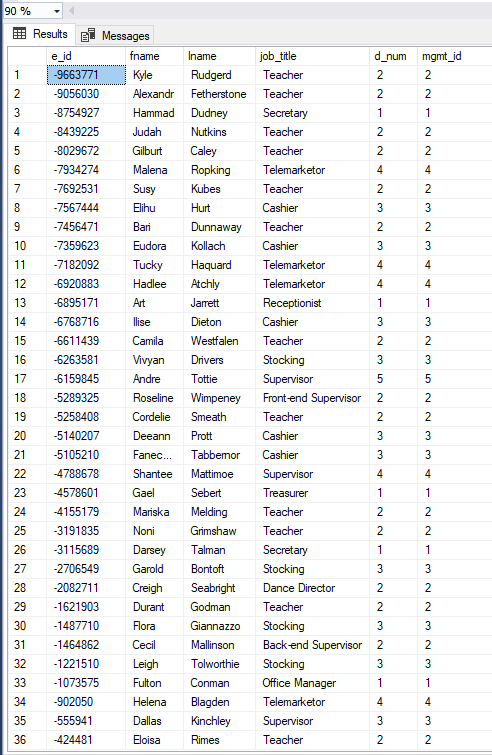 90 %
Results Messages
e_id fname lname job_title d_num mgmt_id
1 -9663771 Kyle Rudgerd Teacher 2 2
2 -9056030 Alexandr Fetherstone Teacher 2 2
3 -8754927 Hammad Dudney Secretary 1 1
4 -8439225 Judah Nutkins Teacher 2 2
5 -8029672 Gilburt Caley Teacher 2 2
6 -7934274 Malena Ropking Telemarketor 4 4
7 -7692531 Susy Kubes Teacher 2 2
8 -7567444 Elihu Hurt Cashier 3 3
9 -7456471 Bari Dunnaway Teacher 2 2
10 -7359623 Eudora Kollach Cashier 3 3
11 -7182092 Tucky Haquard Telemarketor 4 4
12 -6920883 Hadlee Atchly Telemarketor 4 4
13 -6895171 Art Jarrett Receptionist 1 1
14 -6768716 Ilise Dieton Cashier 3 3
15 -6611439 Camila Westfalen Teacher 2 2
16 -6263581 Vivyan Drivers Stocking 3 3
17 -6159845 Andre Tottie Supervisor 5 5
18 -5289325 Roseline Wimpeney Front-end Supervisor 2 2
19 -5258408 Cordelie Smeath Teacher 2 2
20 -5140207 Deeann Prott Cashier 3 3
21 -5105210 Fanec... Tabbernor Cashier 3 3
22 -4788678 Shantee Mattimoe Supervisor 4 4
23 -4578601 Gael Sebert Treasurer 1 1
24 -4155179 Mariska Melding Teacher 2 2
25 -3191835 Noni Grimshaw Teacher 2 2
26 -3115689 Darsey Talman Secretary 1 1
27 -2706549 Garold Bontoft Stocking 3 3
28 -2082711 Creigh Seabright Dance Director 2 2
29 -1621903 Durant Godman Teacher 2 2
30 -1487710 Flora Giannazzo Stocking 3 3
31 -1464862 Cecil Mallinson Back-end Supervisor 2 2
32 -1221510 Leigh Tolworthie Stocking 3 3
33 -1073575 Fulton Conman Office Manager 1 1
34 -902050 Helena Blagden Telemarketor 4 4
35 -555941 Dallas Kinchley Supervisor 3 3
36 -424481 Eloisa Rimes Teacher 2 2